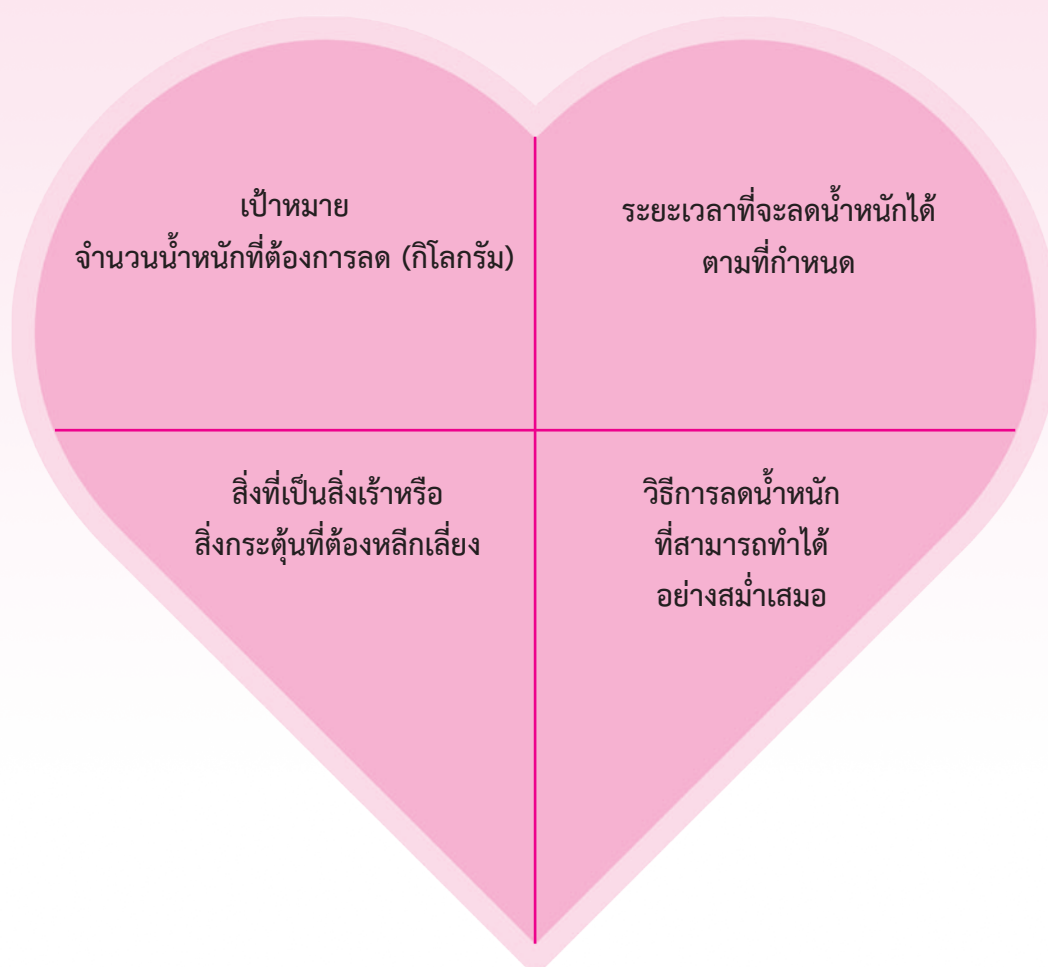 เป้าหมาย
จำนวนน้ำหนักที่ต้องการลด (กิโลกรัม)
ระยะเวลาที่จะลดน้ำหนักได้
ตามที่กำหนด
สิ่งที่เป็นสิ่งเร้าหรือ
สิ่งกระตุ้นที่ต้องหลีกเลี่ยง
วิธีการลดน้ำหนัก
ที่สามารถทำได้
อย่างสม่ำเสมอ